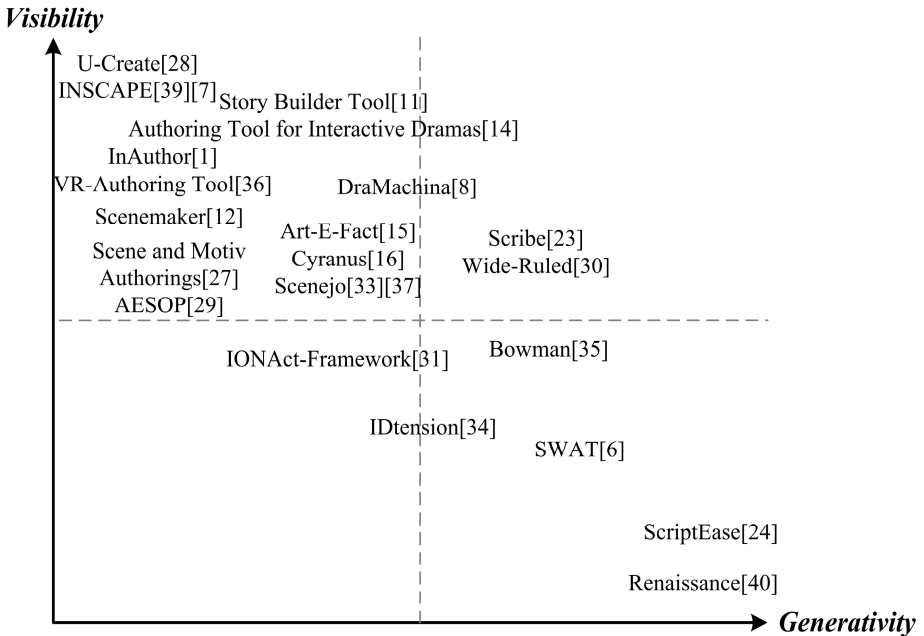 Visibility
U-Create[28]
INSCAPE[39][7]
Story Builder Tool[11]
Authoring Tool for Interactive Dramas[14]
InAuthor[1]
VR-Authoring Tool[36]
DraMachina[8]
Scenemaker[12]
Art-E-Fact[15]
Scribe[23]
Scene and Motiv
Cyranus[16]
Wide-Ruled[30]
Authorings[27]
Scenejo[33][37]
AESOP[29]
IONAct-Framework[31]
Bowman[35]
IDtension[34]
SWAT[6]
ScriptEase[24]
Renaissance[40]
Generativity